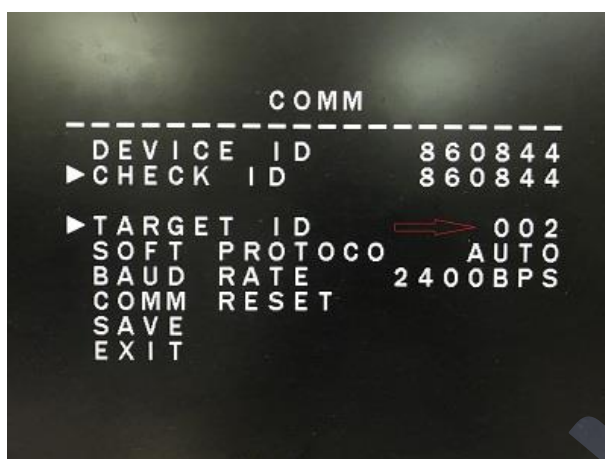 COMM
DEVICE ID 860844
▶CHECK ID 860844
▶TARGET ID 002
SOFT PROTOCO AUTO
BAUD RATE 2400BPS
COMM RESET
SAVE
EXIT